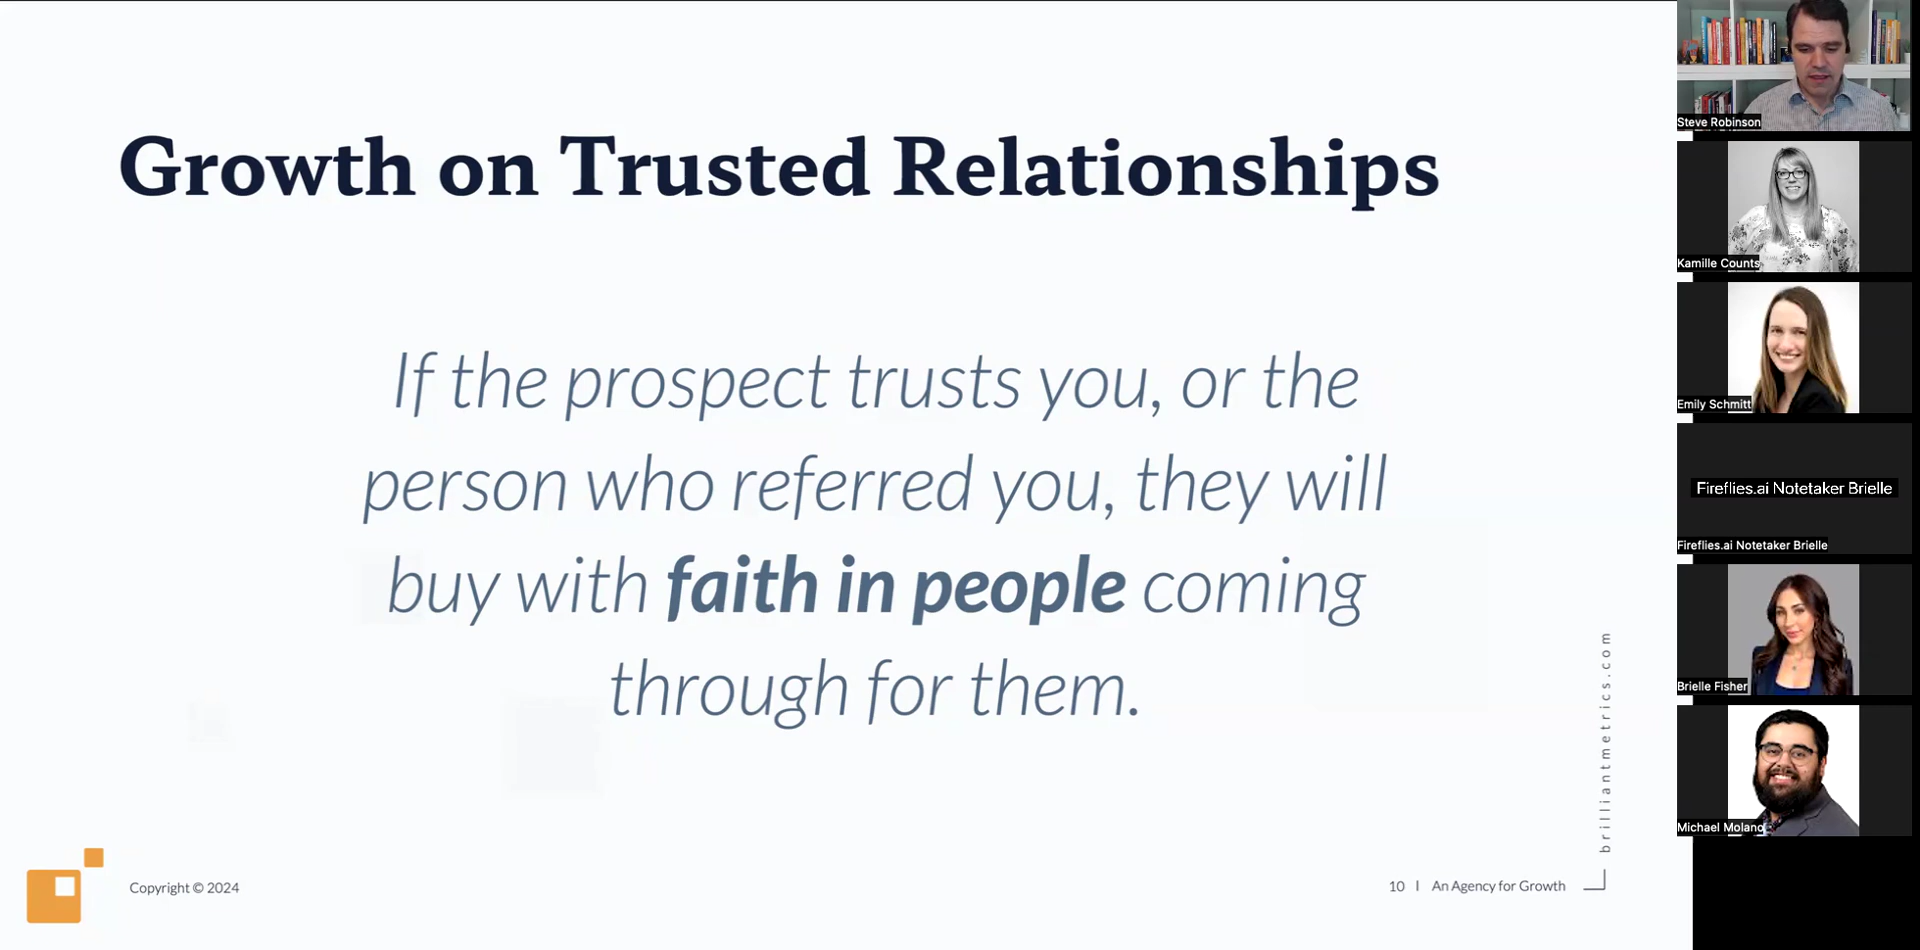 Growth on Trusted Relationships
If the prospect trusts you, or the
person who referred you, they will
buy with faith in people coming
through for them.
brilliantmetrics.com
Copyright © 2024
10 | An Agency for Growth
Steve Robinson
Kamille Counts
Emily Schmitt
Fireflies.ai Notetaker Brielle
Fireflies.ai Notetaker Brielle
Brielle Fisher
Michael Molano